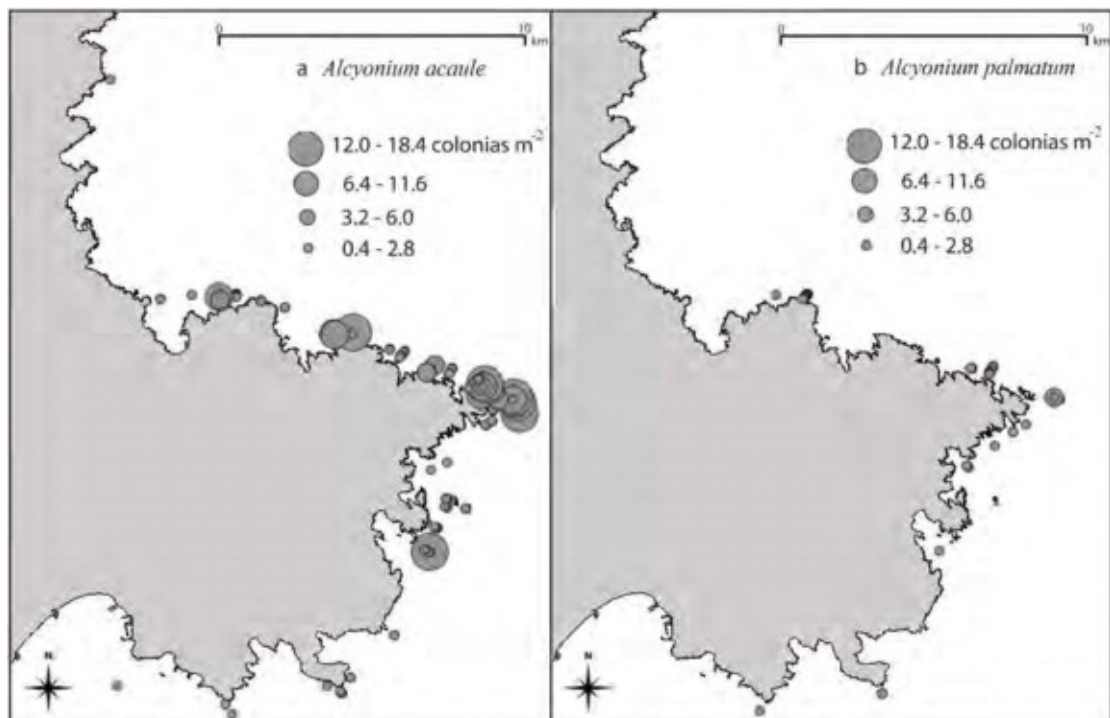 0 10
km
a Alcyonium acaule
12.0 - 18.4 colonias m-2
6.4 - 11.6
3.2 - 6.0
0.4 - 2.8
N
0 10
km
b Alcyonium palmatum
12.0 - 18.4 colonias m-2
6.4 - 11.6
3.2 - 6.0
0.4 - 2.8
N